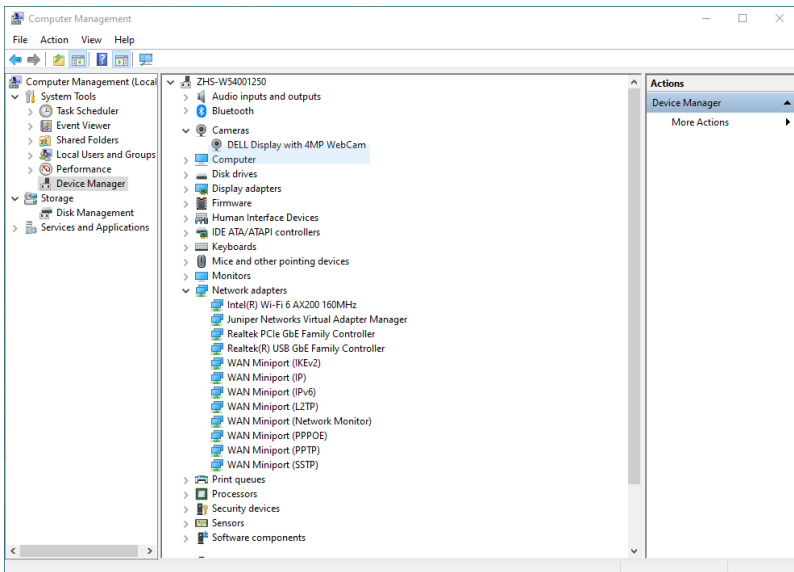 Computer Management
File Action View Help
Computer Management (Local
System Tools
Task Scheduler
Event Viewer
Shared Folders
Local Users and Groups
Performance
Device Manager
Storage
Disk Management
Services and Applications
ZHS-W54001250
Audio inputs and outputs
Bluetooth
Cameras
DELL Display with 4MP WebCam
Computer
Disk drives
Display adapters
Firmware
Human Interface Devices
IDE ATA/ATAPI controllers
Keyboards
Mice and other pointing devices
Monitors
Network adapters
Intel(R) Wi-Fi 6 AX200 160MHz
Juniper Networks Virtual Adapter Manager
Realtek PCIe GbE Family Controller
Realtek(R) USB GbE Family Controller
WAN Miniport (IKEv2)
WAN Miniport (IP)
WAN Miniport (IPv6)
WAN Miniport (L2TP)
WAN Miniport (Network Monitor)
WAN Miniport (PPPOE)
WAN Miniport (PPTP)
WAN Miniport (SSTP)
Print queues
Processors
Security devices
Sensors
Software components
Actions
Device Manager
More Actions